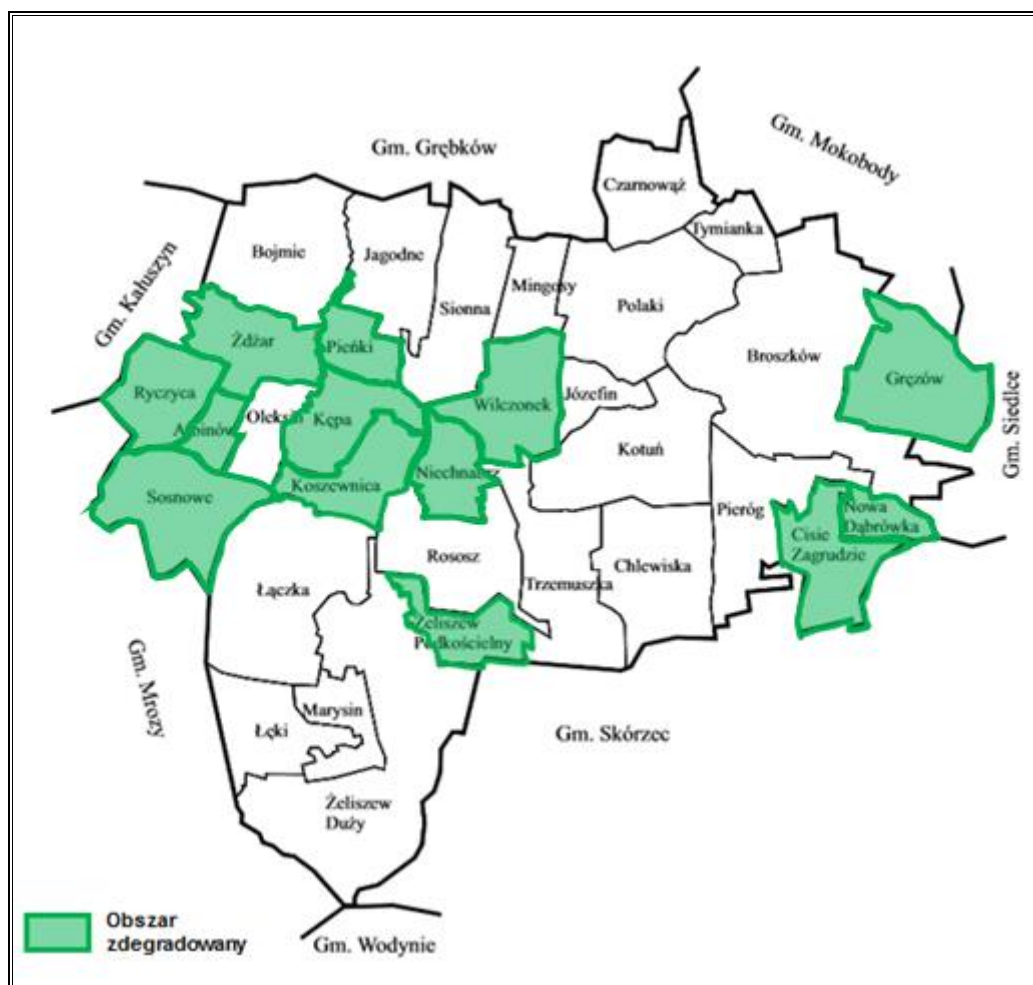 Gm. Grębków
Gm. Mokobody
Czarnowąż
Tymianka
Bojmie
Jagodne
Sionna
Mingosy
Polaki
Gm. Kałuszyn
Żdżar
Pieńki
Broszków
Gręzów
Ryczyca
Albinów
Oleksin
Kępa
Wilczonek
Józefin
Kotuń
Gm. Siedlce
Sosnowe
Koszewnica
Niechnabrz
Pieróg
Nowa
Dąbrówka
Cisie
Zagrudzie
Łączka
Rososz
Trzemuszka
Chlewiska
Żeliszew
Podkościelny
Gm. Mrozy
Marysin
Łęki
Gm. Skórzec
Żeliszew
Duży
Obszar
zdegradowany
Gm. Wodynie